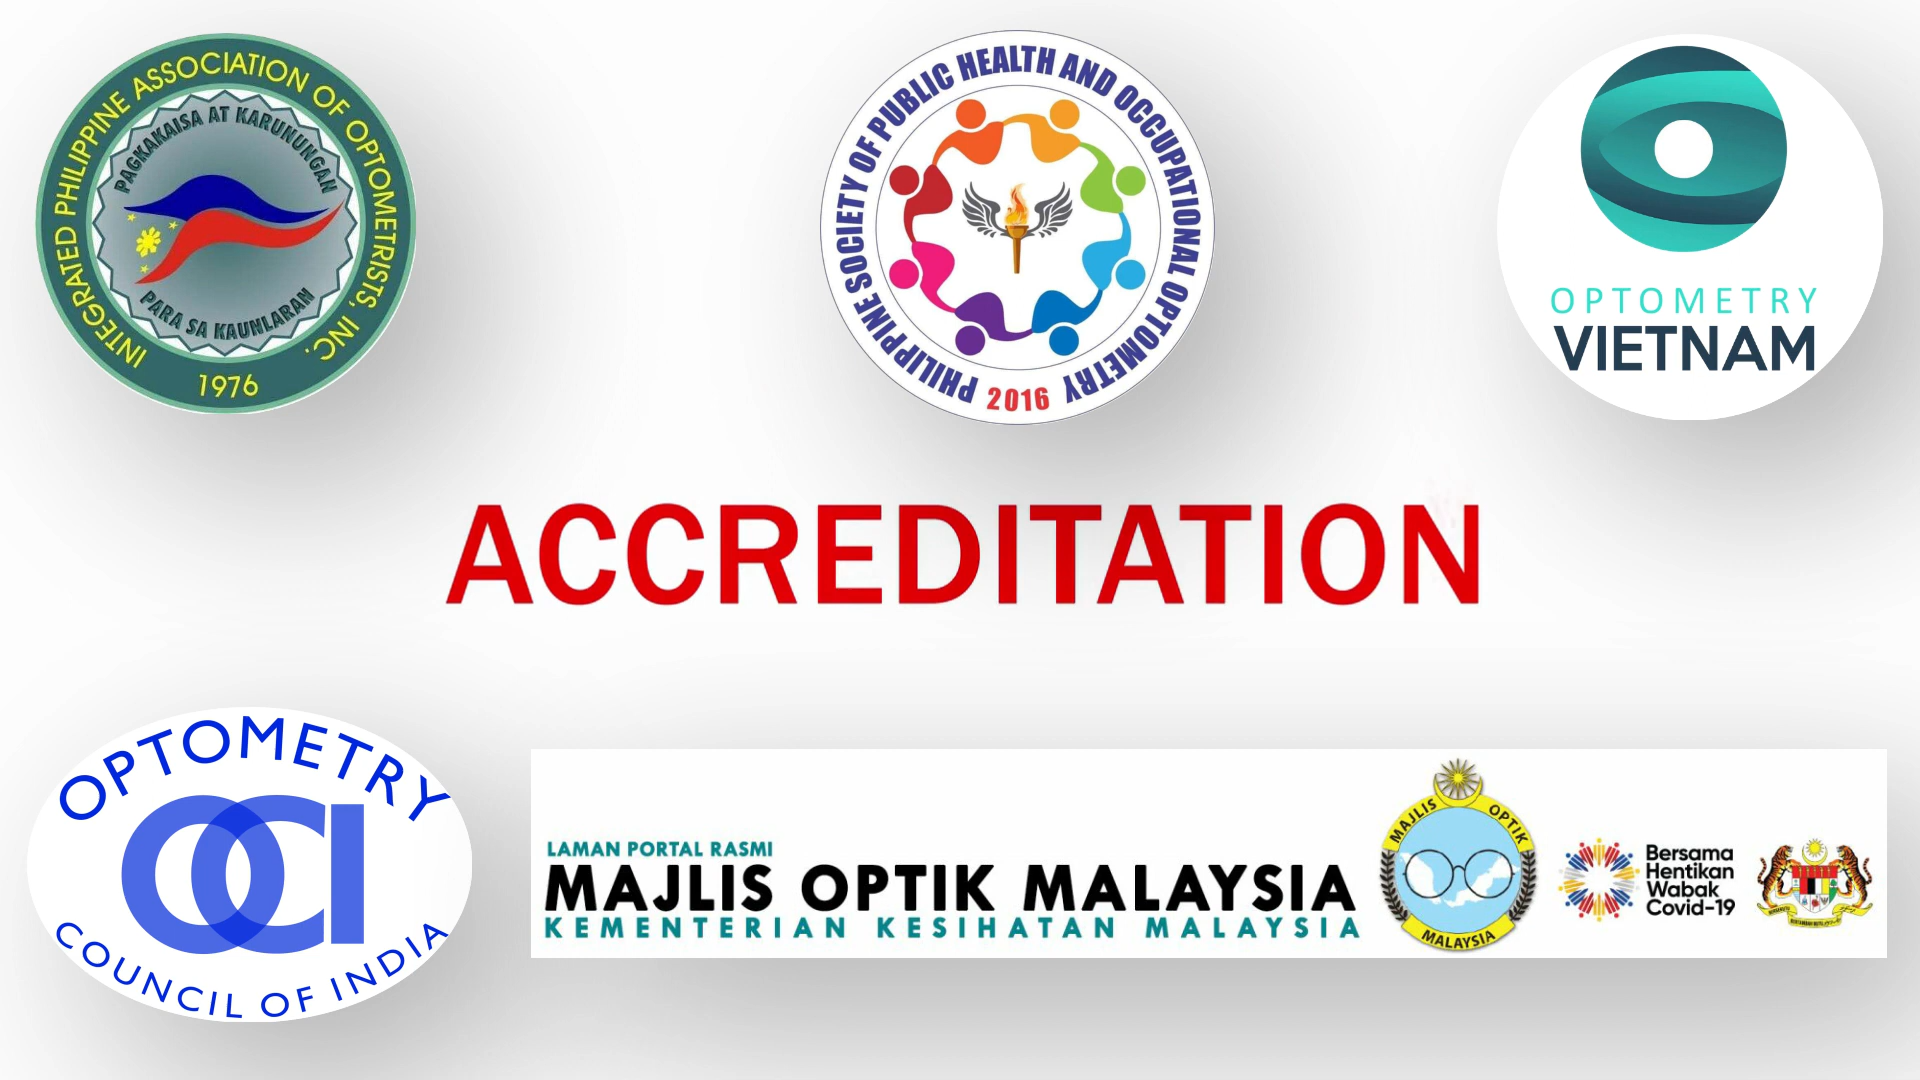 INTEGRATED PHILIPPINE ASSOCIATION OF OPTOMETRISTS, INC.
PAGKAKAISA AT KARUNUNGAN
PARA SA KAUNLARAN
1976
PHILIPPINE SOCIETY OF PUBLIC HEALTH AND OCCUPATIONAL OPTOMETRY
2016
OPTOMETRY
VIETNAM
ACCREDITATION
OPTOMETRY
OCI
COUNCIL OF INDIA
LAMAN PORTAL RASMI
MAJLIS OPTIK MALAYSIA
KEMENTERIAN KESIHATAN MALAYSIA
MAJLIS OPTIK
MALAYSIA
Bersama
Hentikan
Wabak
Covid-19